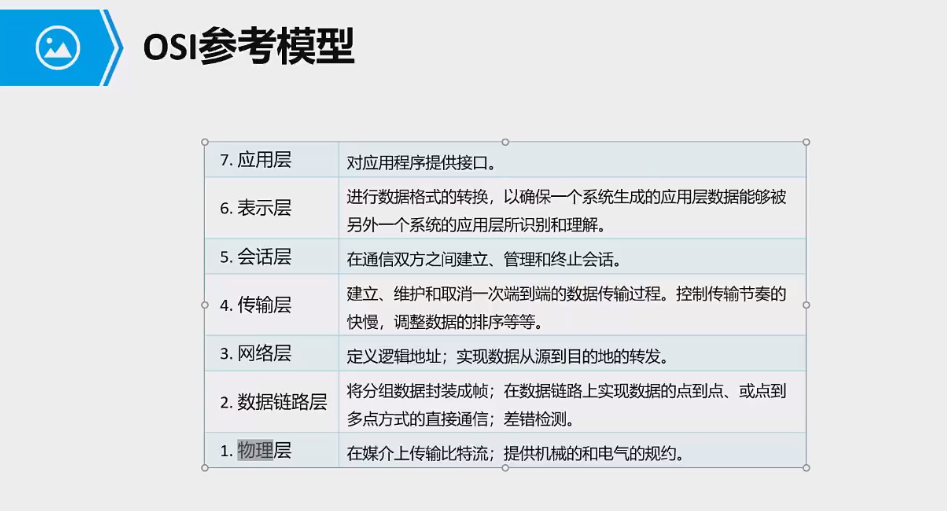 OSI参考模型
7. 应用层
对应用程序提供接口。
6. 表示层
进行数据格式的转换，以确保一个系统生成的应用层数据能够被
另外一个系统的应用层所识别和理解。
5. 会话层
在通信双方之间建立、管理和终止会话。
4. 传输层
建立、维护和取消一次端到端的数据传输过程。控制传输节奏的
快慢，调整数据的排序等等。
3. 网络层
定义逻辑地址；实现数据从源到目的地的转发。
2. 数据链路层
将分组数据封装成帧；在数据链路上实现数据的点到点、或点到
多点方式的直接通信；差错检测。
1. 物理层
在媒介上传输比特流；提供机械的和电气的规约。